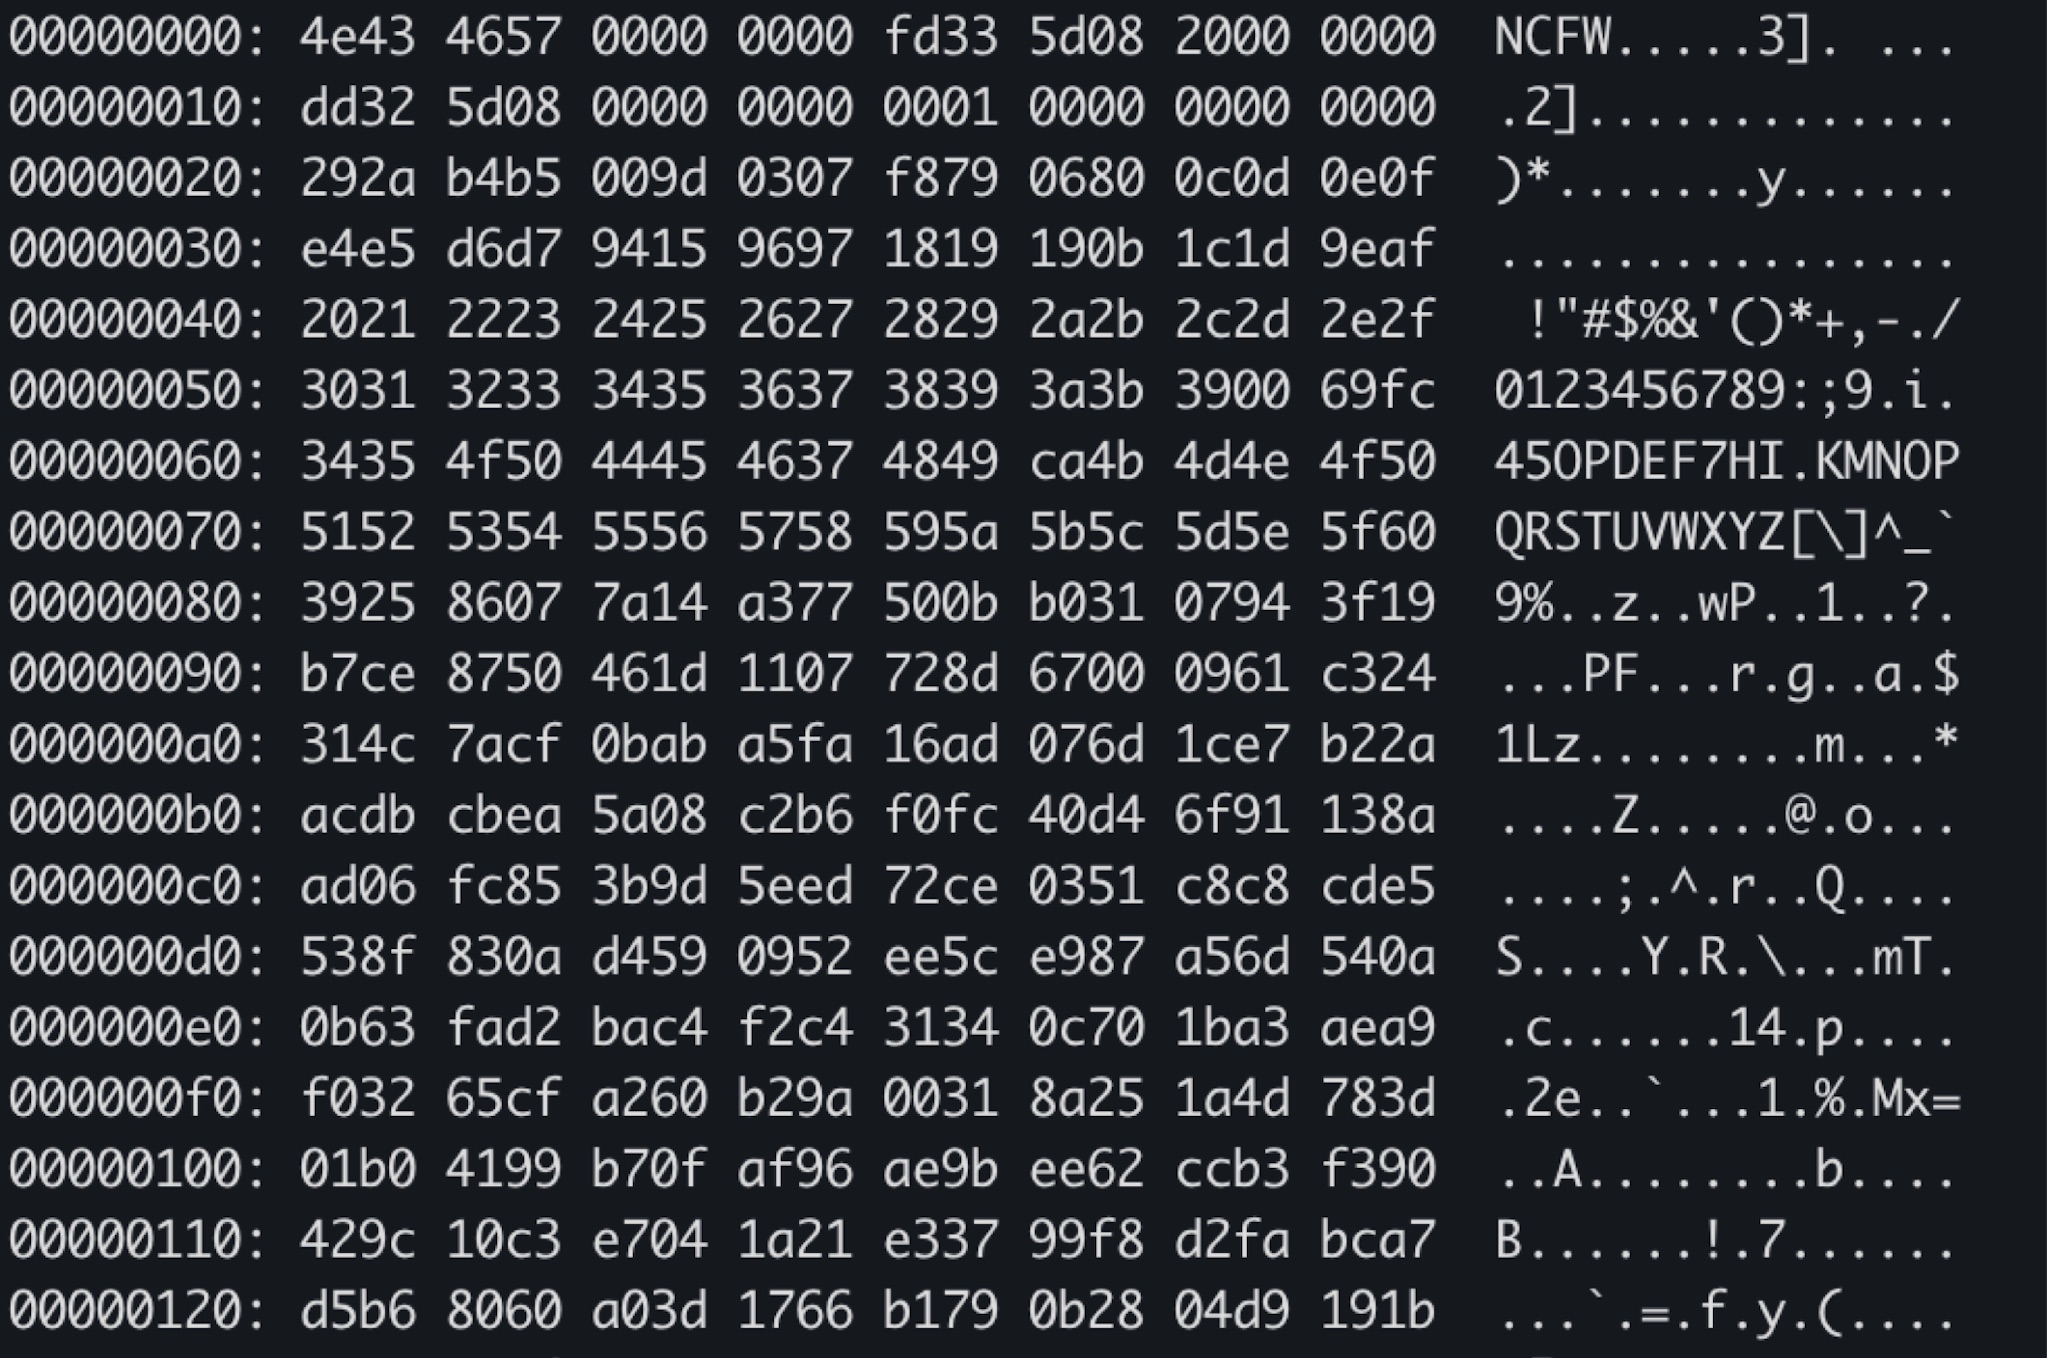 00000000: 4e43 4657 0000 0000 fd33 5d08 2000 0000  NCFW.....3]. ...
00000010: dd32 5d08 0000 0000 0001 0000 0000 0000  .2].............
00000020: 292a b4b5 009d 0307 f879 0680 0c0d 0e0f  )*.......y......
00000030: e4e5 d6d7 9415 9697 1819 190b 1c1d 9eaf  ................
00000040: 2021 2223 2425 2627 2829 2a2b 2c2d 2e2f   !"#$%&'()*+,-./
00000050: 3031 3233 3435 3637 3839 3a3b 3900 69fc  0123456789:;9.i.
00000060: 3435 4f50 4445 4637 4849 ca4b 4d4e 4f50  45OPDEF7HI.KMNOP
00000070: 5152 5354 5556 5758 595a 5b5c 5d5e 5f60  QRSTUVWXYZ[\]^_`
00000080: 3925 8607 7a14 a377 500b b031 0794 3f19  9%..z..wP..1..?.
00000090: b7ce 8750 461d 1107 728d 6700 0961 c324  ...PF...r.g..a.$
000000a0: 314c 7acf 0bab a5fa 16ad 076d 1ce7 b22a  1Lz........m...*
000000b0: acdb cbea 5a08 c2b6 f0fc 40d4 6f91 138a  ....Z.....@.o...
000000c0: ad06 fc85 3b9d 5eed 72ce 0351 c8c8 cde5  ....;.^.r..Q....
000000d0: 538f 830a d459 0952 ee5c e987 a56d 540a  S....Y.R.\...mT.
000000e0: 0b63 fad2 bac4 f2c4 3134 0c70 1ba3 aea9  .c......14.p....
000000f0: f032 65cf a260 b29a 0031 8a25 1a4d 783d  .2e..`...1.%.Mx=
00000100: 01b0 4199 b70f af96 ae9b ee62 ccb3 f390  ..A........b....
00000110: 429c 10c3 e704 1a21 e337 99f8 d2fa bca7  B......!.7......
00000120: d5b6 8060 a03d 1766 b179 0b28 04d9 191b  ...`.=.f.y.(....